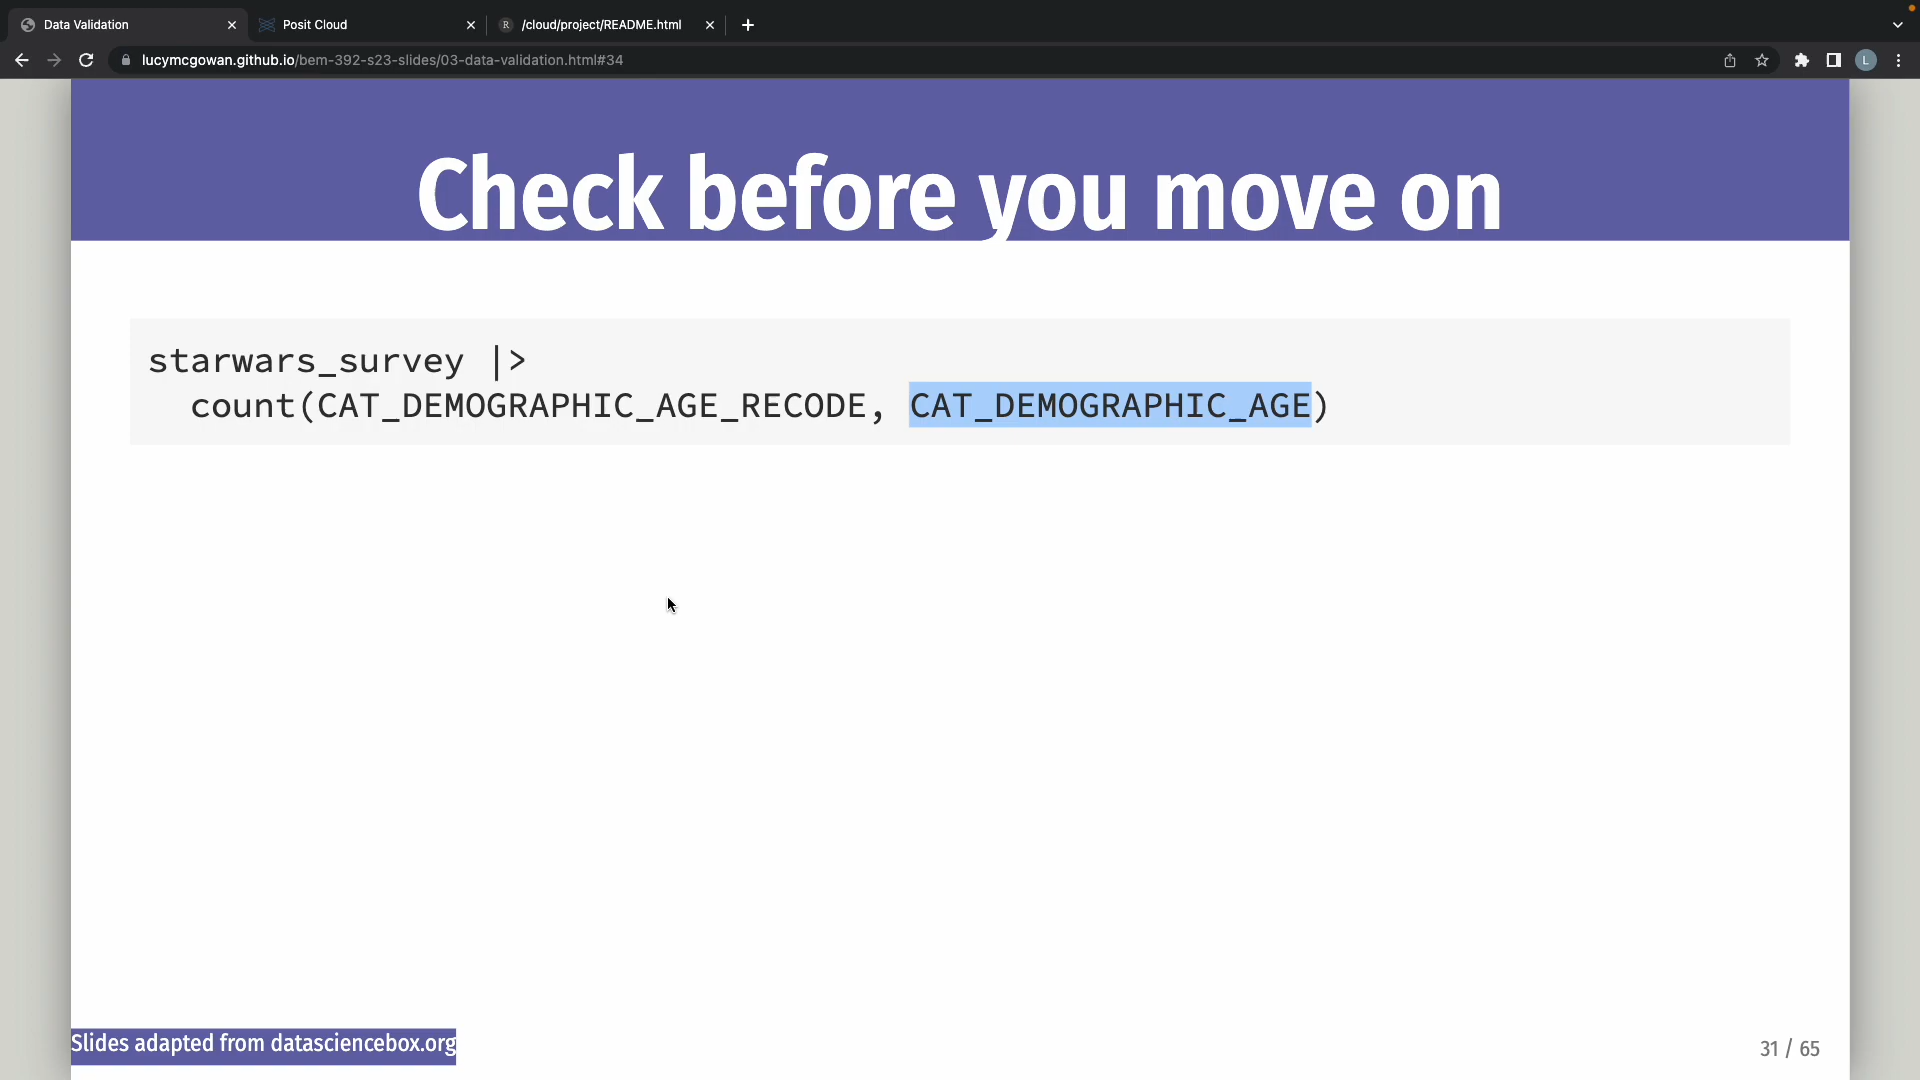 Data Validation
Posit Cloud
R /cloud/project/README.html
lucymcgowan.github.io/bem-392-s23-slides/03-data-validation.html#34
L
Check before you move on
starwars_survey |>
count(CAT_DEMOGRAPHIC_AGE_RECODE, CAT_DEMOGRAPHIC_AGE)
Slides adapted from datasciencebox.org
31 / 65